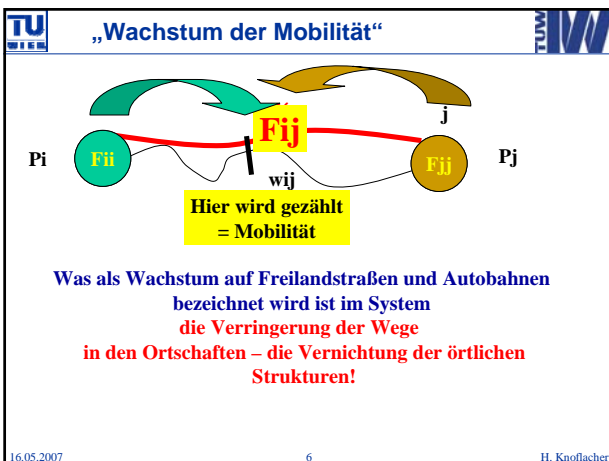 TU
WIEN
„Wachstum der Mobilität“
TUW
IVV
j
Fij
Pi
Fii
Fjj
Pj
wij
Hier wird gezählt
= Mobilität
Was als Wachstum auf Freilandstraßen und Autobahnen
bezeichnet wird ist im System
die Verringerung der Wege
in den Ortschaften – die Vernichtung der örtlichen
Strukturen!
16.05.2007
6
H. Knoflacher